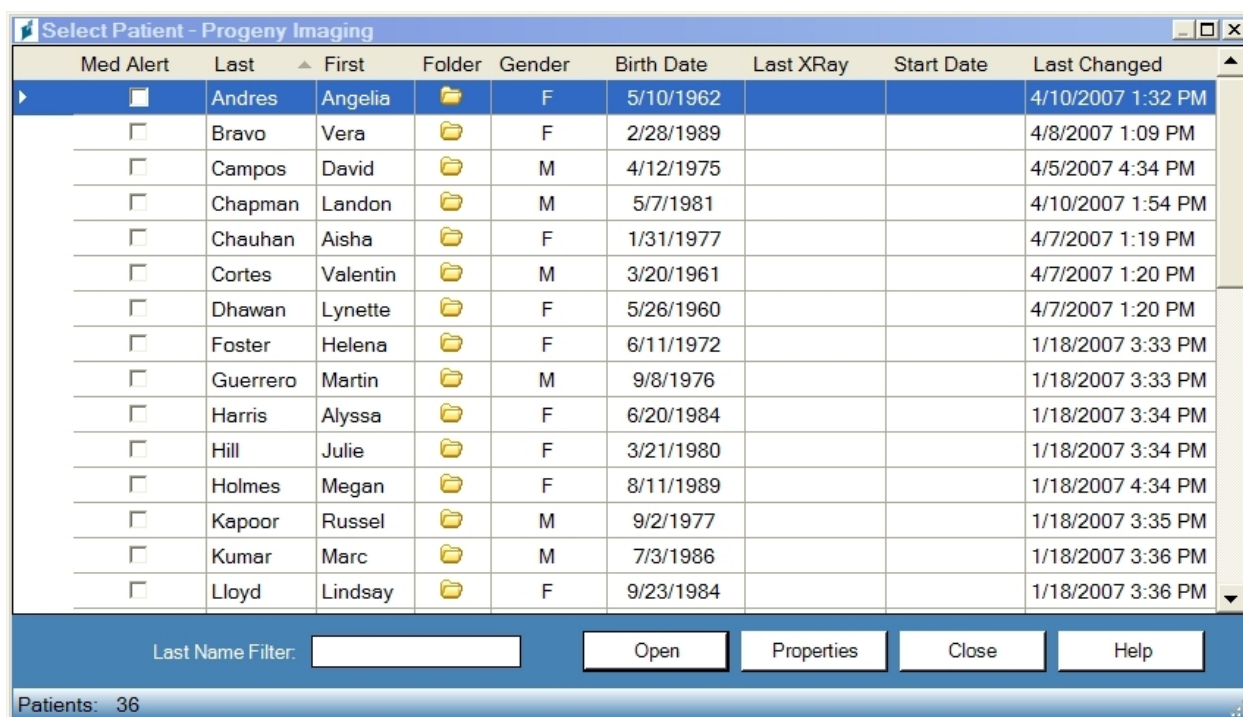 Select Patient - Progeny Imaging
Med Alert Last First Folder Gender Birth Date Last XRay Start Date Last Changed
Andres Angelia F 5/10/1962 4/10/2007 1:32 PM
Bravo Vera F 2/28/1989 4/8/2007 1:09 PM
Campos David M 4/12/1975 4/5/2007 4:34 PM
Chapman Landon M 5/7/1981 4/10/2007 1:54 PM
Chauhan Aisha F 1/31/1977 4/7/2007 1:19 PM
Cortes Valentin M 3/20/1961 4/7/2007 1:20 PM
Dhawan Lynette F 5/26/1960 4/7/2007 1:20 PM
Foster Helena F 6/11/1972 1/18/2007 3:33 PM
Guerrero Martin M 9/8/1976 1/18/2007 3:33 PM
Harris Alyssa F 6/20/1984 1/18/2007 3:34 PM
Hill Julie F 3/21/1980 1/18/2007 3:34 PM
Holmes Megan F 8/11/1989 1/18/2007 4:34 PM
Kapoor Russel M 9/2/1977 1/18/2007 3:35 PM
Kumar Marc M 7/3/1986 1/18/2007 3:36 PM
Lloyd Lindsay F 9/23/1984 1/18/2007 3:36 PM
Last Name Filter: Open Properties Close Help
Patients: 36